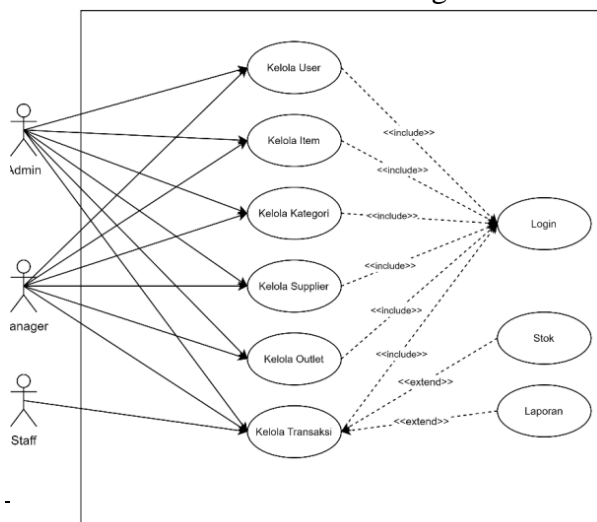 Kelola User
<<include>>
Kelola Item
<<include>>
Admin
Kelola Kategori
<<include>>
Login
Kelola Supplier
<<include>>
anager
<<include>>
Kelola Outlet
<<include>>
Stok
<<extend>>
Laporan
<<extend>>
Kelola Transaksi
Staff
-